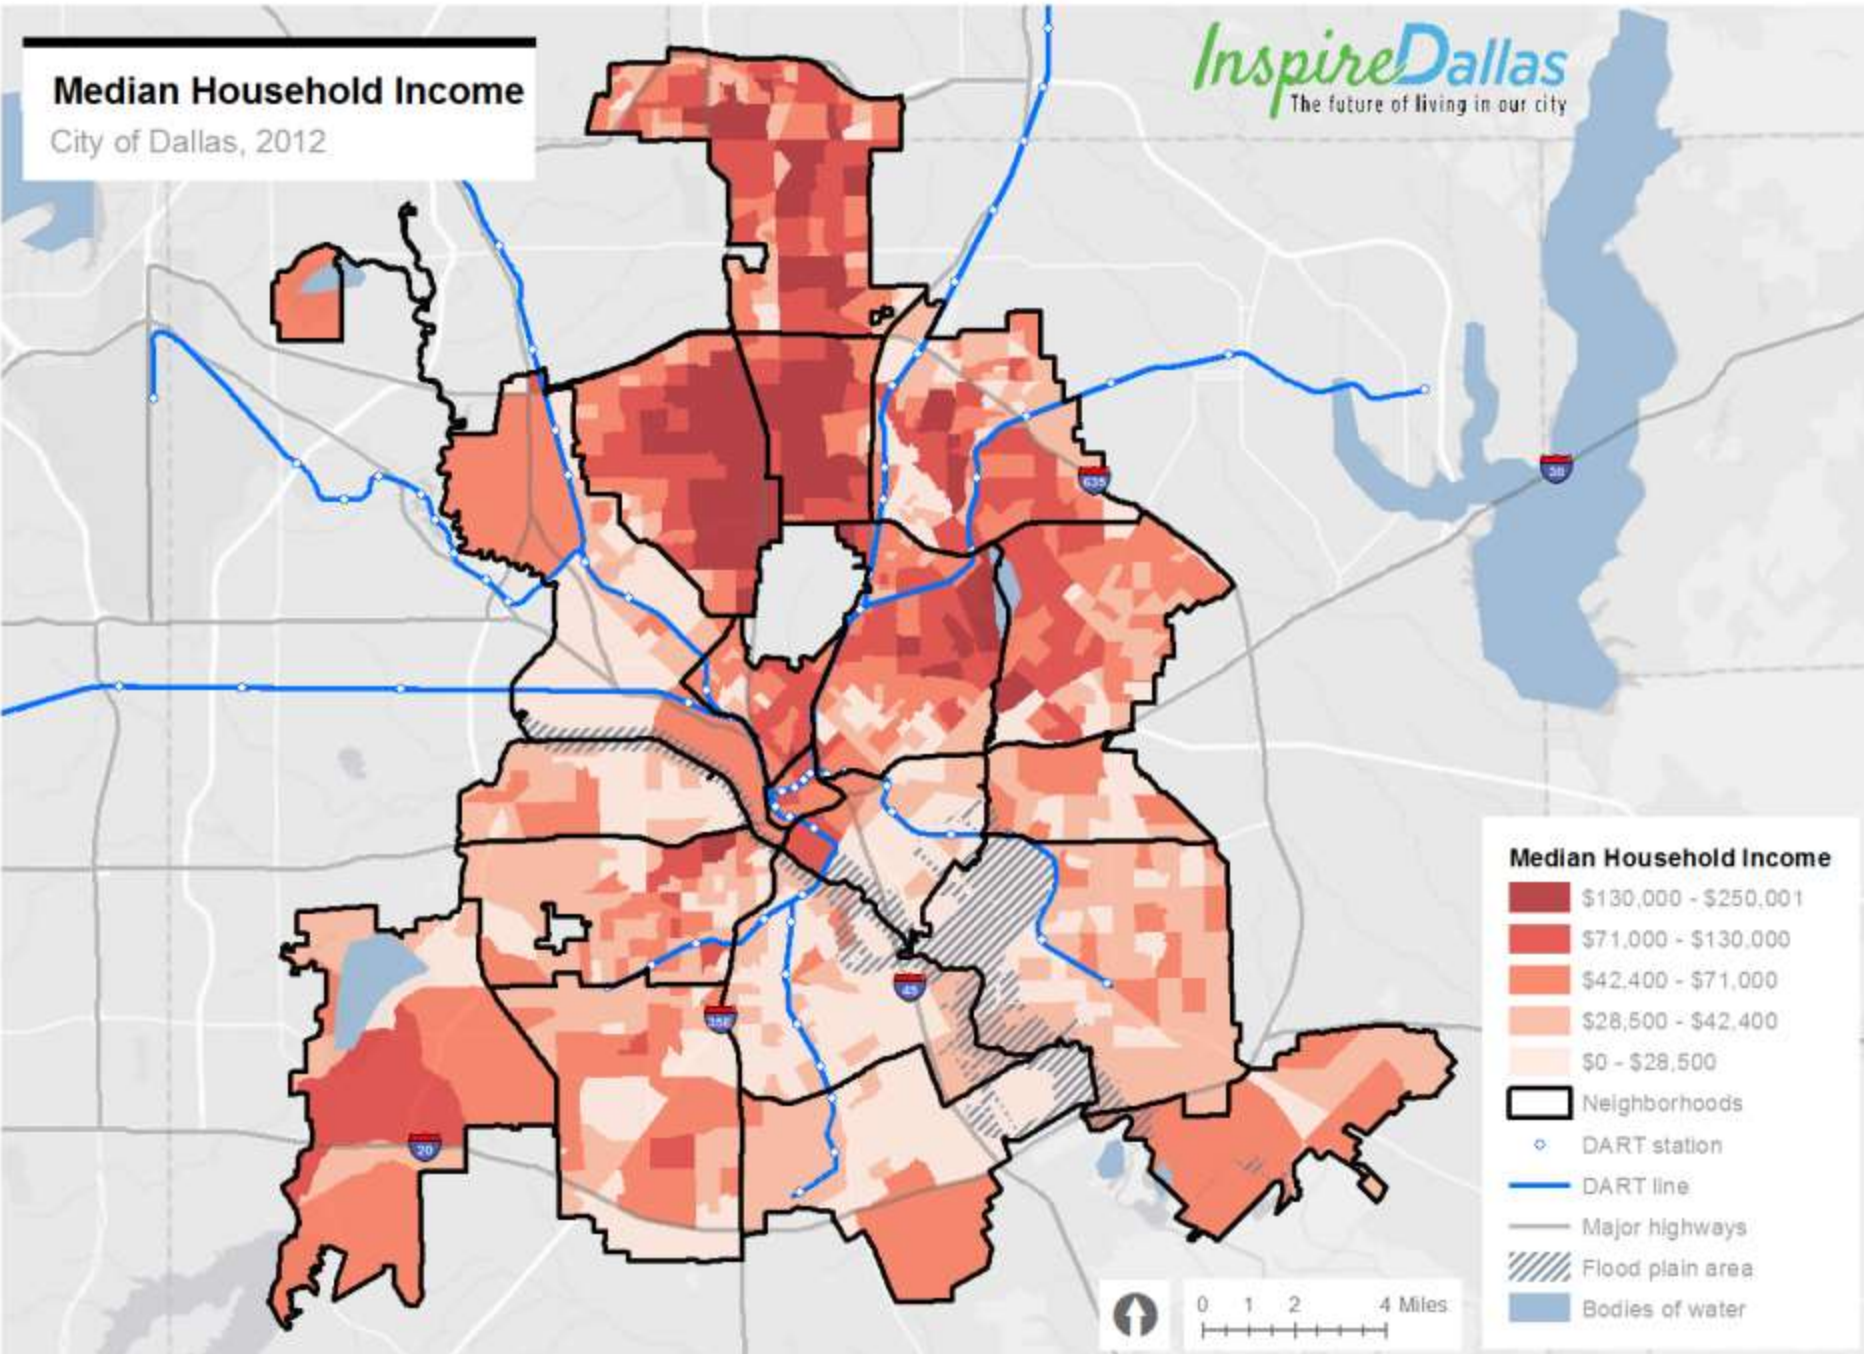 Median Household Income
City of Dallas, 2012
InspireDallas
The future of living in our city
635
30
45
35E
20
Median Household Income
$130,000 - $250,001
$71,000 - $130.000
$42,400 - $71,000
$28,500 - $42,400
$0 - $28,500
Neighborhoods
DART station
DART line
Major highways
Flood plain area
Bodies of water
0 1 2 4 Miles